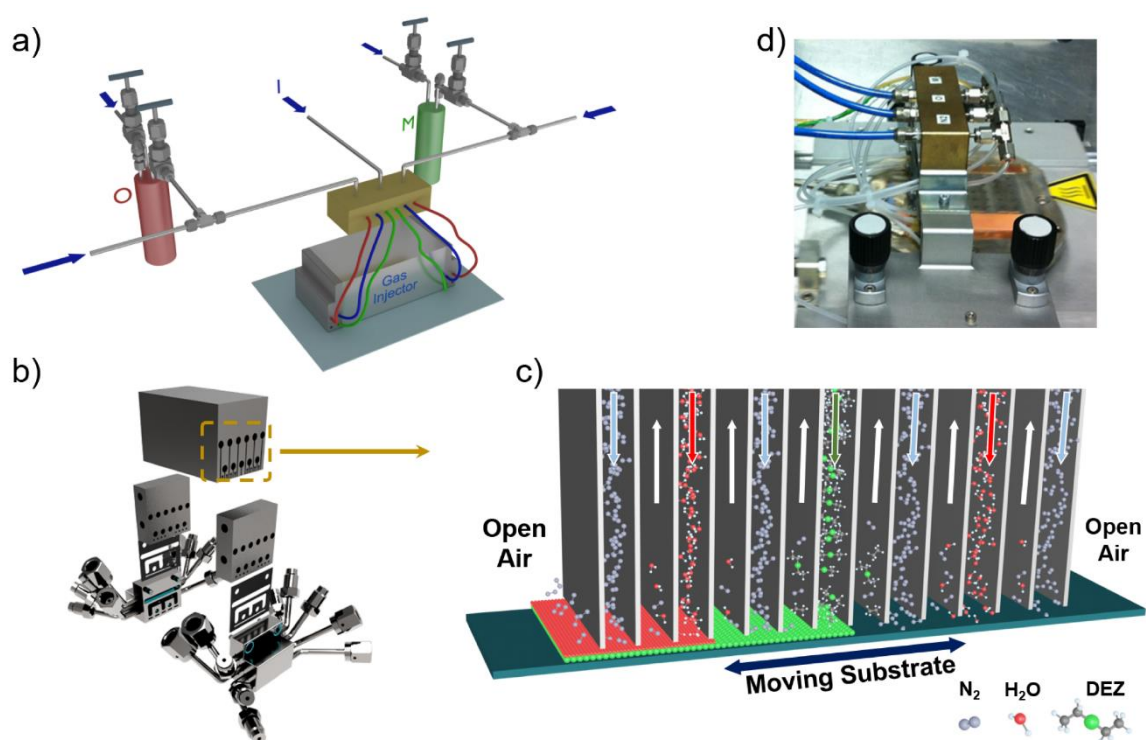 a)
I
M
O
Gas
Injector
d)
b)
c)
Open
Air
Open
Air
Moving Substrate
N₂
H₂O
DEZ